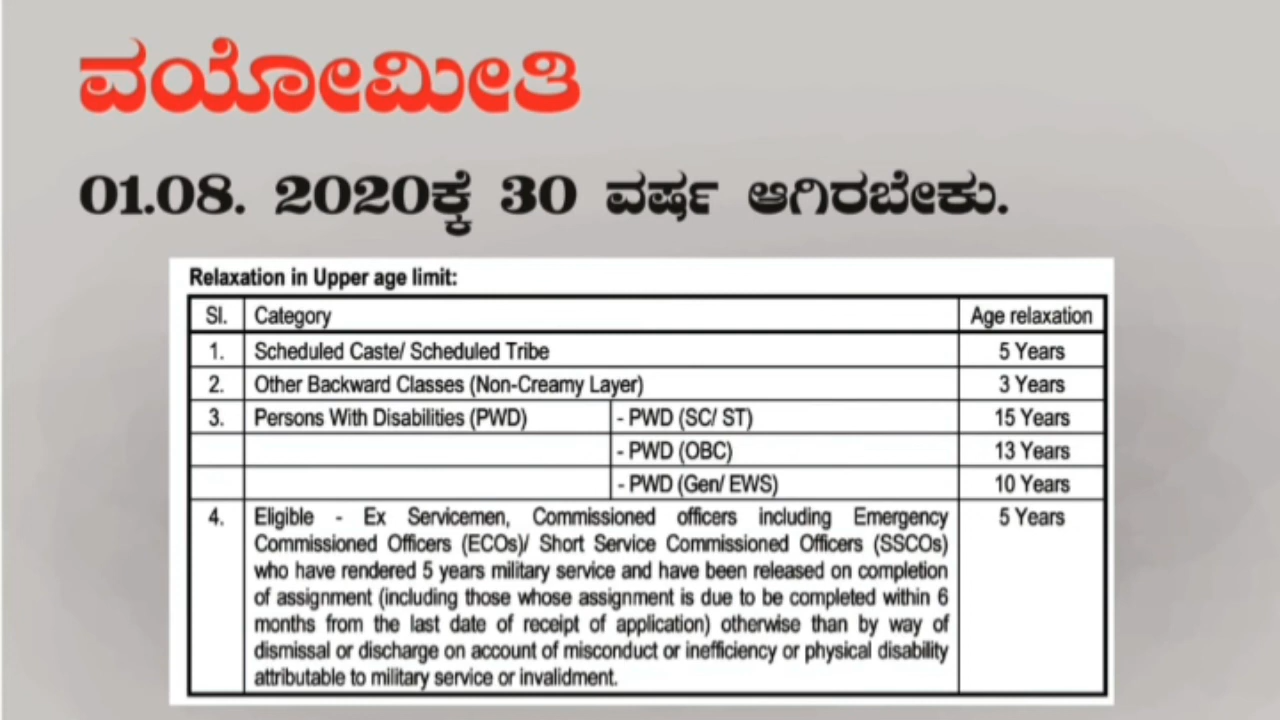 ವಯೋಮೀತಿ
01.08. 2020ಕ್ಕೆ 30 ವರ್ಷ ಆಗಿರಬೇಕು.
Relaxation in Upper age limit:
Sl. Category Age relaxation
1. Scheduled Caste/ Scheduled Tribe 5 Years
2. Other Backward Classes (Non-Creamy Layer) 3 Years
3. Persons With Disabilities (PWD) - PWD (SC/ ST) 15 Years
- PWD (OBC) 13 Years
- PWD (Gen/ EWS) 10 Years
4. Eligible - Ex Servicemen, Commissioned officers including Emergency 5 Years
Commissioned Officers (ECOs)/ Short Service Commissioned Officers (SSCOs)
who have rendered 5 years military service and have been released on completion
of assignment (including those whose assignment is due to be completed within 6
months from the last date of receipt of application) otherwise than by way of
dismissal or discharge on account of misconduct or inefficiency or physical disability
attributable to military service or invalidment.